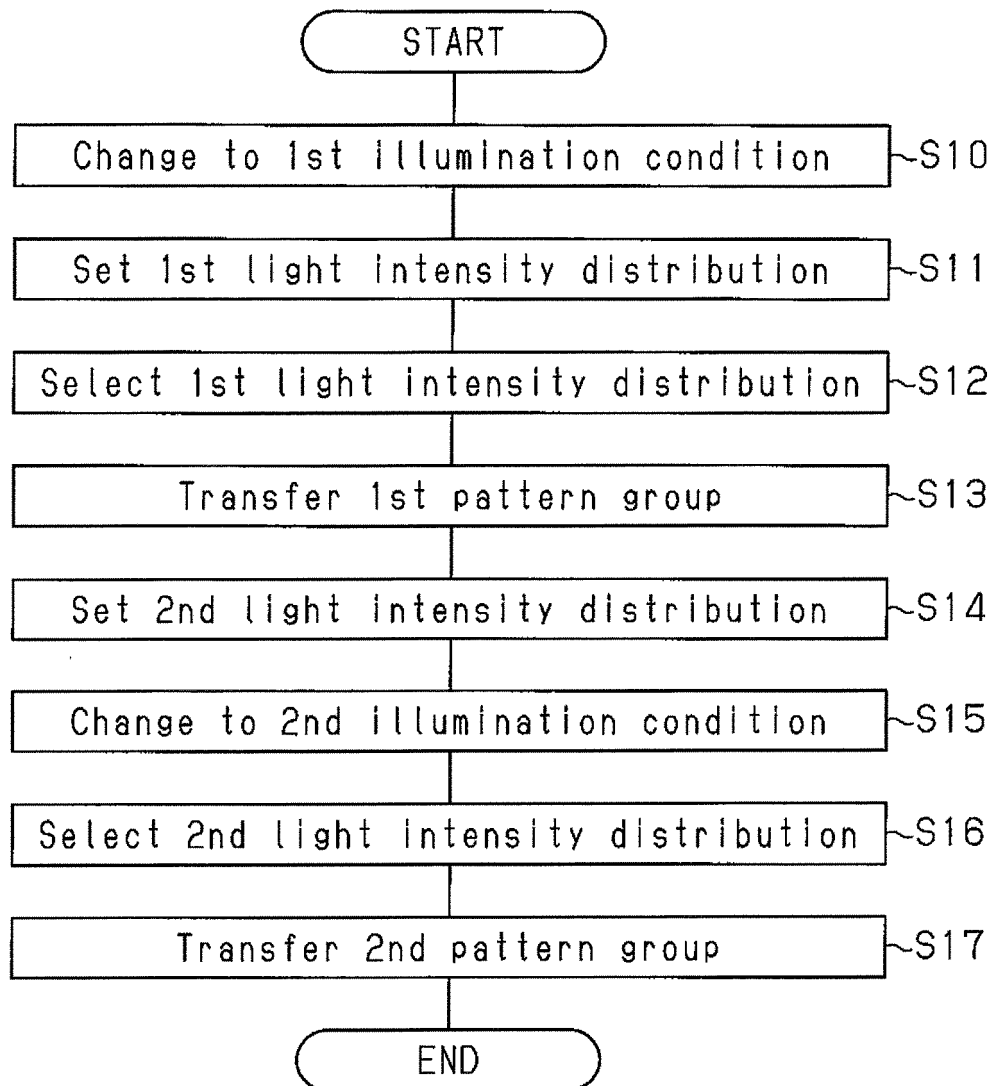 START
Change to 1st illumination condition ~S10
Set 1st light intensity distribution ~S11
Select 1st light intensity distribution ~S12
Transfer 1st pattern group ~S13
Set 2nd light intensity distribution ~S14
Change to 2nd illumination condition ~S15
Select 2nd light intensity distribution ~S16
Transfer 2nd pattern group ~S17
END